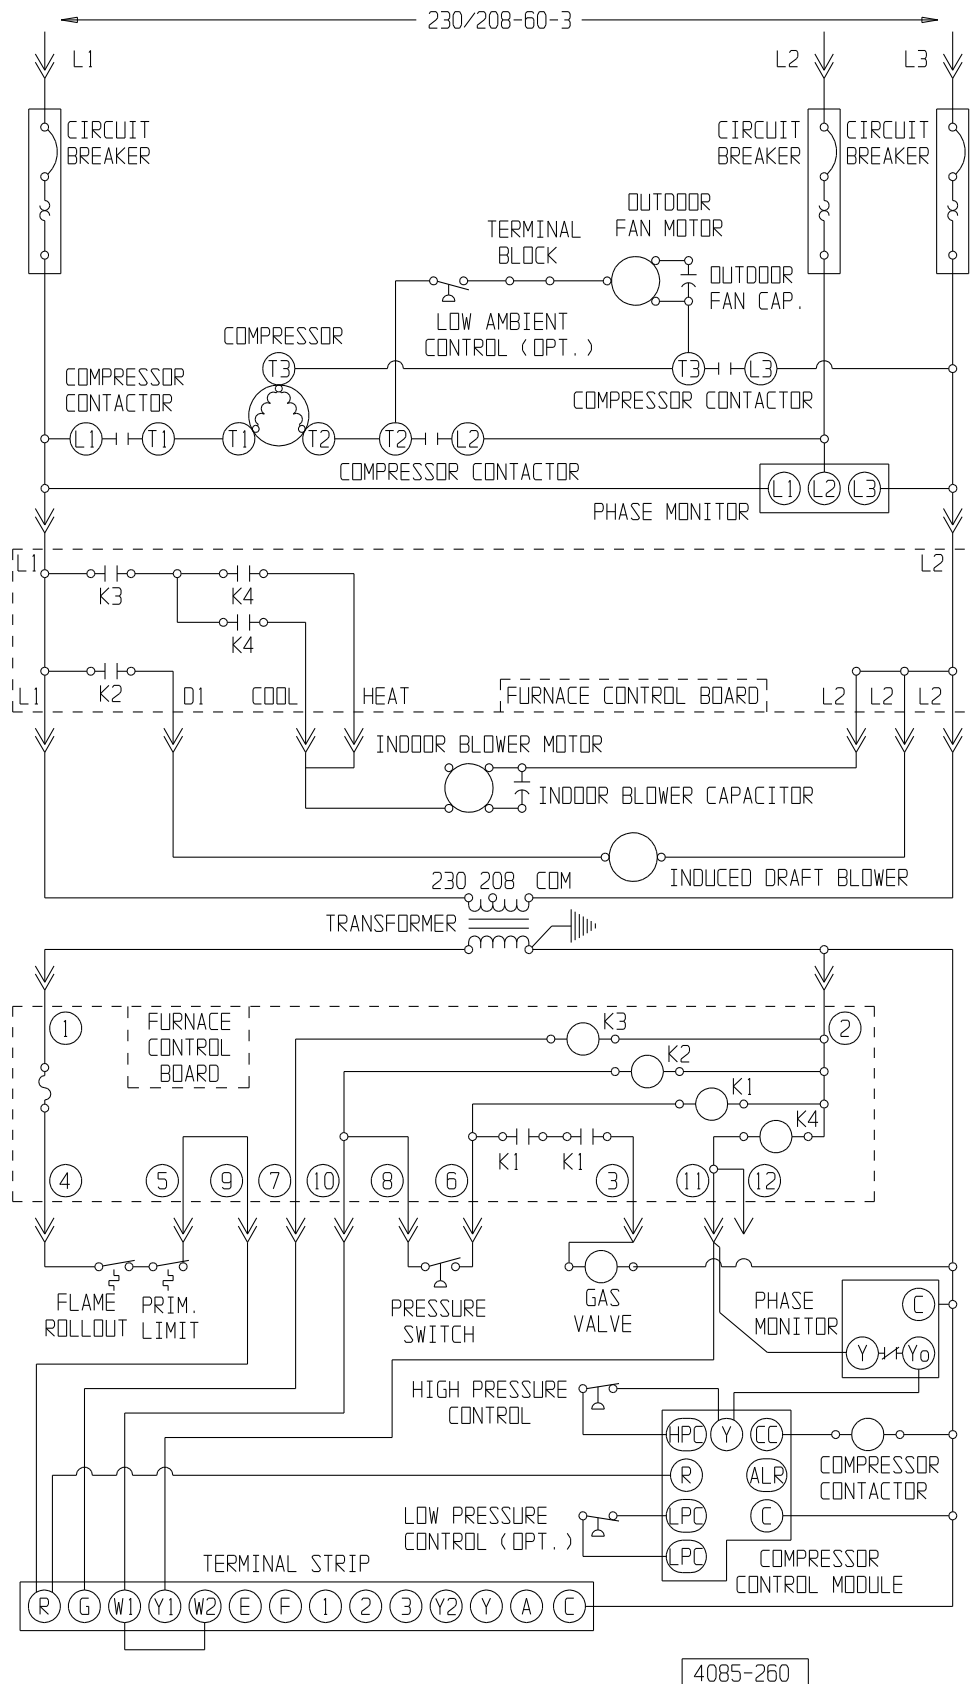 230/208-60-3
L1
L2
L3
CIRCUIT
BREAKER
CIRCUIT
BREAKER
CIRCUIT
BREAKER
OUTDOOR
FAN MOTOR
TERMINAL
BLOCK
OUTDOOR
FAN CAP.
LOW AMBIENT
CONTROL (OPT.)
COMPRESSOR
T3
T3
L3
COMPRESSOR
CONTACTOR
COMPRESSOR CONTACTOR
L1
T1
T1
T2
T2
L2
COMPRESSOR CONTACTOR
L1
L2
L3
PHASE MONITOR
L1
L2
K3
K4
K4
K2
L1
D1
COOL
HEAT
FURNACE CONTROL BOARD
L2
L2
L2
INDOOR BLOWER MOTOR
INDOOR BLOWER CAPACITOR
INDUCED DRAFT BLOWER
230 208 COM
TRANSFORMER
1
FURNACE
CONTROL
BOARD
K3
2
K2
K1
K4
K1
K1
4
5
9
7
10
8
6
3
11
12
FLAME
ROLLOUT
PRIM.
LIMIT
PRESSURE
SWITCH
GAS
VALVE
PHASE
MONITOR
C
Y
Yo
HIGH PRESSURE
CONTROL
HPC
Y
CC
COMPRESSOR
CONTACTOR
R
ALR
LOW PRESSURE
CONTROL (OPT.)
LPC
C
LPC
COMPRESSOR
CONTROL MODULE
TERMINAL STRIP
R G W1 Y1 W2 E F 1 2 3 Y2 Y A C
4085-260